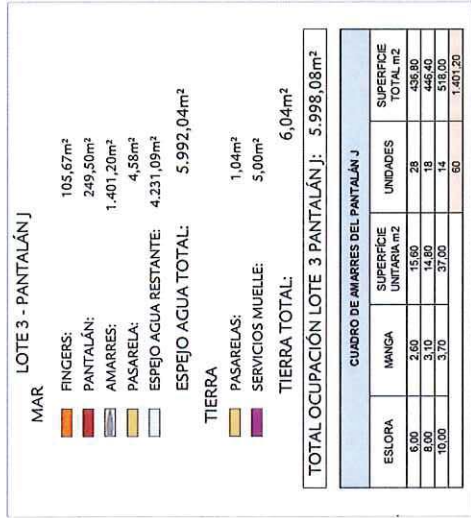 LOTE 3 - PANTALÁN J
MAR
FINGERS: 105,67m²
PANTALÁN: 249,50m²
AMARRES: 1.401,20m²
PASARELA: 4,58m²
ESPEJO AGUA RESTANTE: 4.231,09m²
ESPEJO AGUA TOTAL: 5.992,04m²
TIERRA
PASARELAS: 1,04m²
SERVICIOS MUELLE: 5,00m²
TIERRA TOTAL: 6,04m²
TOTAL OCUPACIÓN LOTE 3 PANTALÁN J: 5.998,08m²
CUADRO DE AMARRES DEL PANTALÁN J
ESLORA MANGA SUPERFÍCIE UNITARIA m2 UNIDADES SUPERFICIE TOTAL m2
6,00 2,60 15,60 28 436,80
8,00 3,10 14,80 18 446,40
10,00 3,70 37,00 14 518,00
60 1.401,20